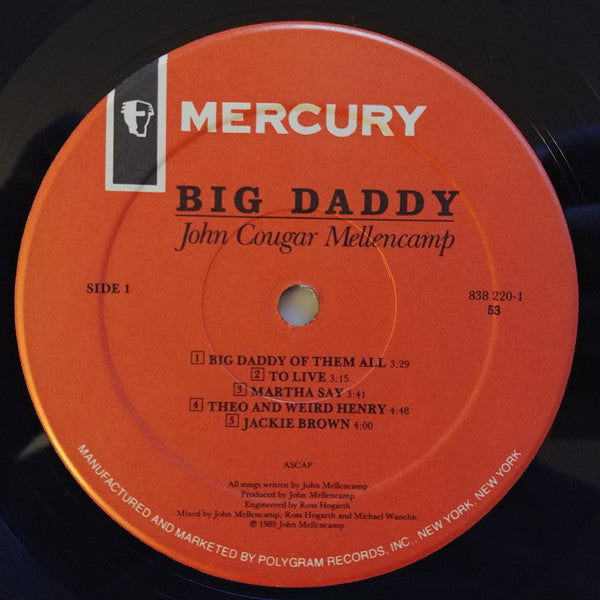 MERCURY
BIG DADDY
John Cougar Mellencamp
SIDE 1
838 220-1
53
1 BIG DADDY OF THEM ALL 3:29
2 TO LIVE 3:15
3 MARTHA SAY 3:41
4 THEO AND WEIRD HENRY 4:48
5 JACKIE BROWN 4:00
ASCAP
All songs written by John Mellencamp
Produced by John Mellencamp
Engineered by Ross Hogarth
Mixed by John Mellencamp, Ross Hogarth and Michael Wanchic
℗ 1989 John Mellencamp
MANUFACTURED AND MARKETED BY POLYGRAM RECORDS, INC., NEW YORK, NEW YORK